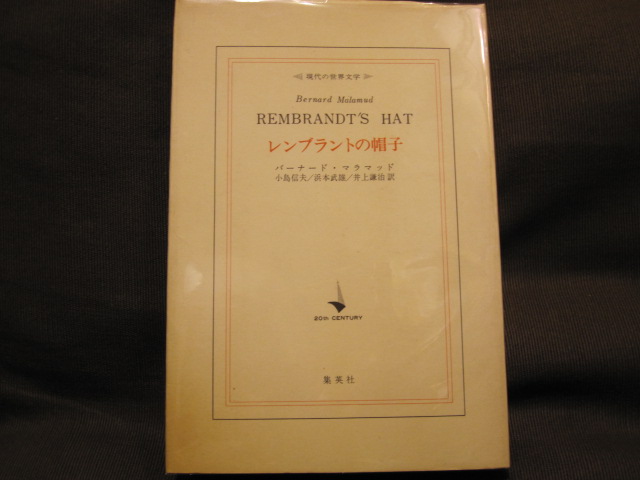 現代の世界文学
Bernard Malamud
REMBRANDT'S HAT
レンブラントの帽子
バーナード・マラマッド
小島信夫/浜本武雄/井上謙治訳
20th CENTURY
集英社